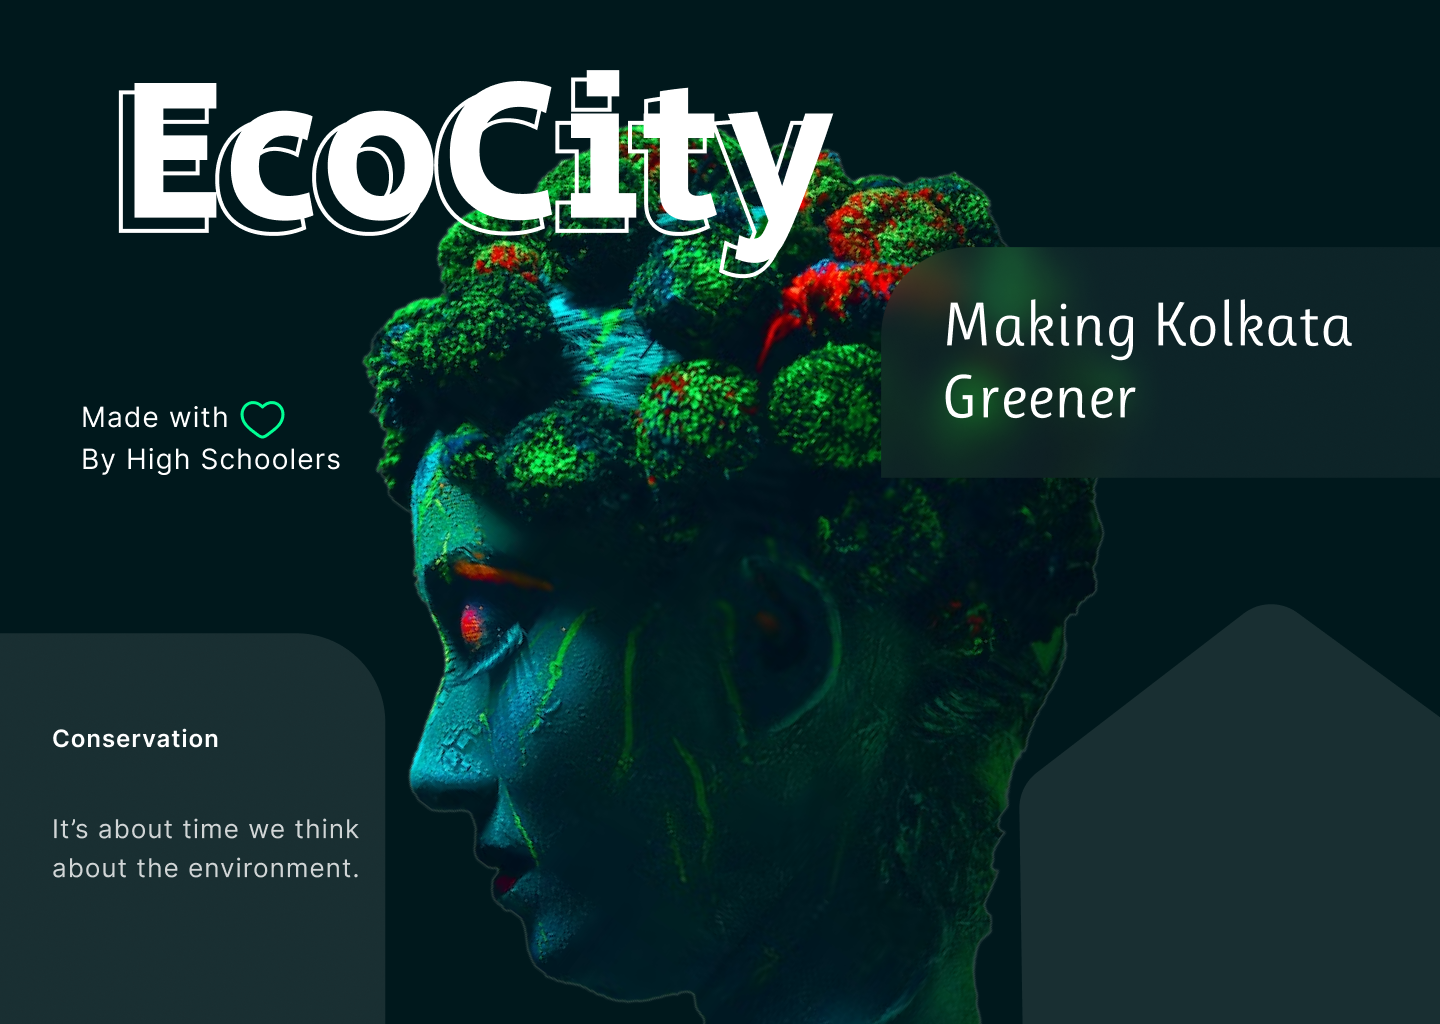 EcoCity
Making Kolkata
Greener
Made with
By High Schoolers
Conservation
It’s about time we think
about the environment.